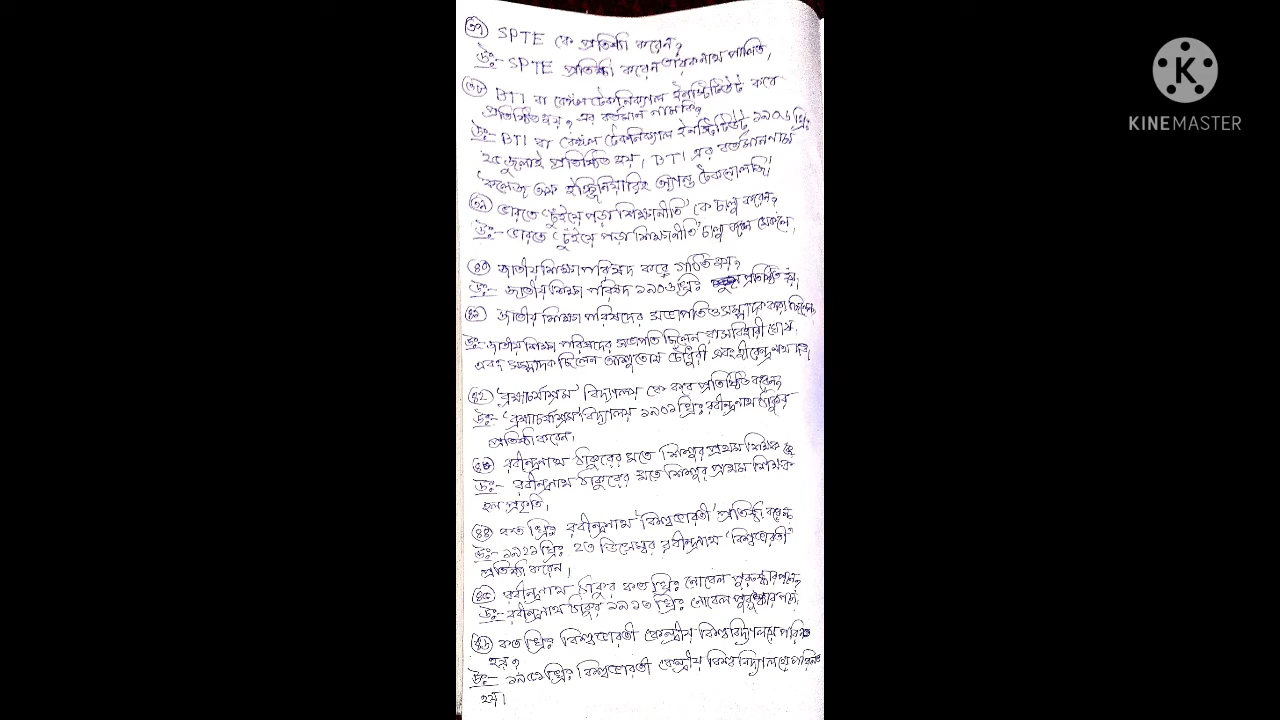 ৩৭) SPTE কে প্রতিষ্ঠা করেন?
উঃ- SPTE প্রতিষ্ঠা করেন তারকনাথ পালিত।
৩৮) BTI বা বেঙ্গল টেকনিক্যাল ইনস্টিটিউট কবে
প্রতিষ্ঠিত হয়? এর বর্তমান নাম কি?
উঃ- BTI বা বেঙ্গল টেকনিক্যাল ইনস্টিটিউট ১৯০৬ খ্রিঃ
২৫ জুলাই প্রতিষ্ঠিত হয়। BTI এর বর্তমান নাম
কলেজ অফ ইঞ্জিনিয়ারিং অ্যান্ড টেকনোলজি।
৩৯) ভারতে 'চুঁইয়ে পড়া শিক্ষানীতি' কে চালু করেন?
উঃ- ভারতে 'চুঁইয়ে পড়া শিক্ষানীতি' চালু করেন মেকলে।
৪০) জাতীয় শিক্ষা পরিষদ কবে গঠিত হয়?
উঃ- জাতীয় শিক্ষা পরিষদ ১৯০৬ খ্রিঃ প্রতিষ্ঠিত হয়।
৪১) জাতীয় শিক্ষা পরিষদের সভাপতি ও সম্পাদক কারা ছিলেন,
উঃ- জাতীয় শিক্ষা পরিষদের সভাপতি ছিলেন রাসবিহারী ঘোষ
এবং সম্পাদক ছিলেন আশুতোষ চৌধুরী এবং হীরেন্দ্রনাথ দত্ত।
৪২) 'ব্রহ্মচর্যাশ্রম' বিদ্যালয় কে কবে প্রতিষ্ঠিত করেন?
উঃ- 'ব্রহ্মচর্যাশ্রম' বিদ্যালয় ১৯০১ খ্রিঃ রবীন্দ্রনাথ ঠাকুর
প্রতিষ্ঠা করেন।
৪৩) রবীন্দ্রনাথ ঠাকুরের মতে শিশুর প্রথম শিক্ষক কে
উঃ- রবীন্দ্রনাথ ঠাকুরের মতে শিশুর প্রথম শিক্ষক
হল প্রকৃতি।
৪৪) কত খ্রিঃ রবীন্দ্রনাথ 'বিশ্বভারতী' প্রতিষ্ঠা করেন
উঃ- ১৯২১ খ্রিঃ ২৩ ডিসেম্বর রবীন্দ্রনাথ 'বিশ্বভারতী'
প্রতিষ্ঠা করেন।
৪৫) রবীন্দ্রনাথ ঠাকুর কত খ্রিঃ নোবেল পুরস্কার পান?
উঃ- রবীন্দ্রনাথ ঠাকুর ১৯১৩ খ্রিঃ নোবেল পুরস্কার পান।
৪৬) কত খ্রিঃ বিশ্বভারতী কেন্দ্রীয় বিশ্ববিদ্যালয়ে পরিণত
হয়?
উঃ- ১৯৫১ খ্রিঃ বিশ্বভারতী কেন্দ্রীয় বিশ্ববিদ্যালয়ে পরিণত
হয়।
K
KINEMASTER